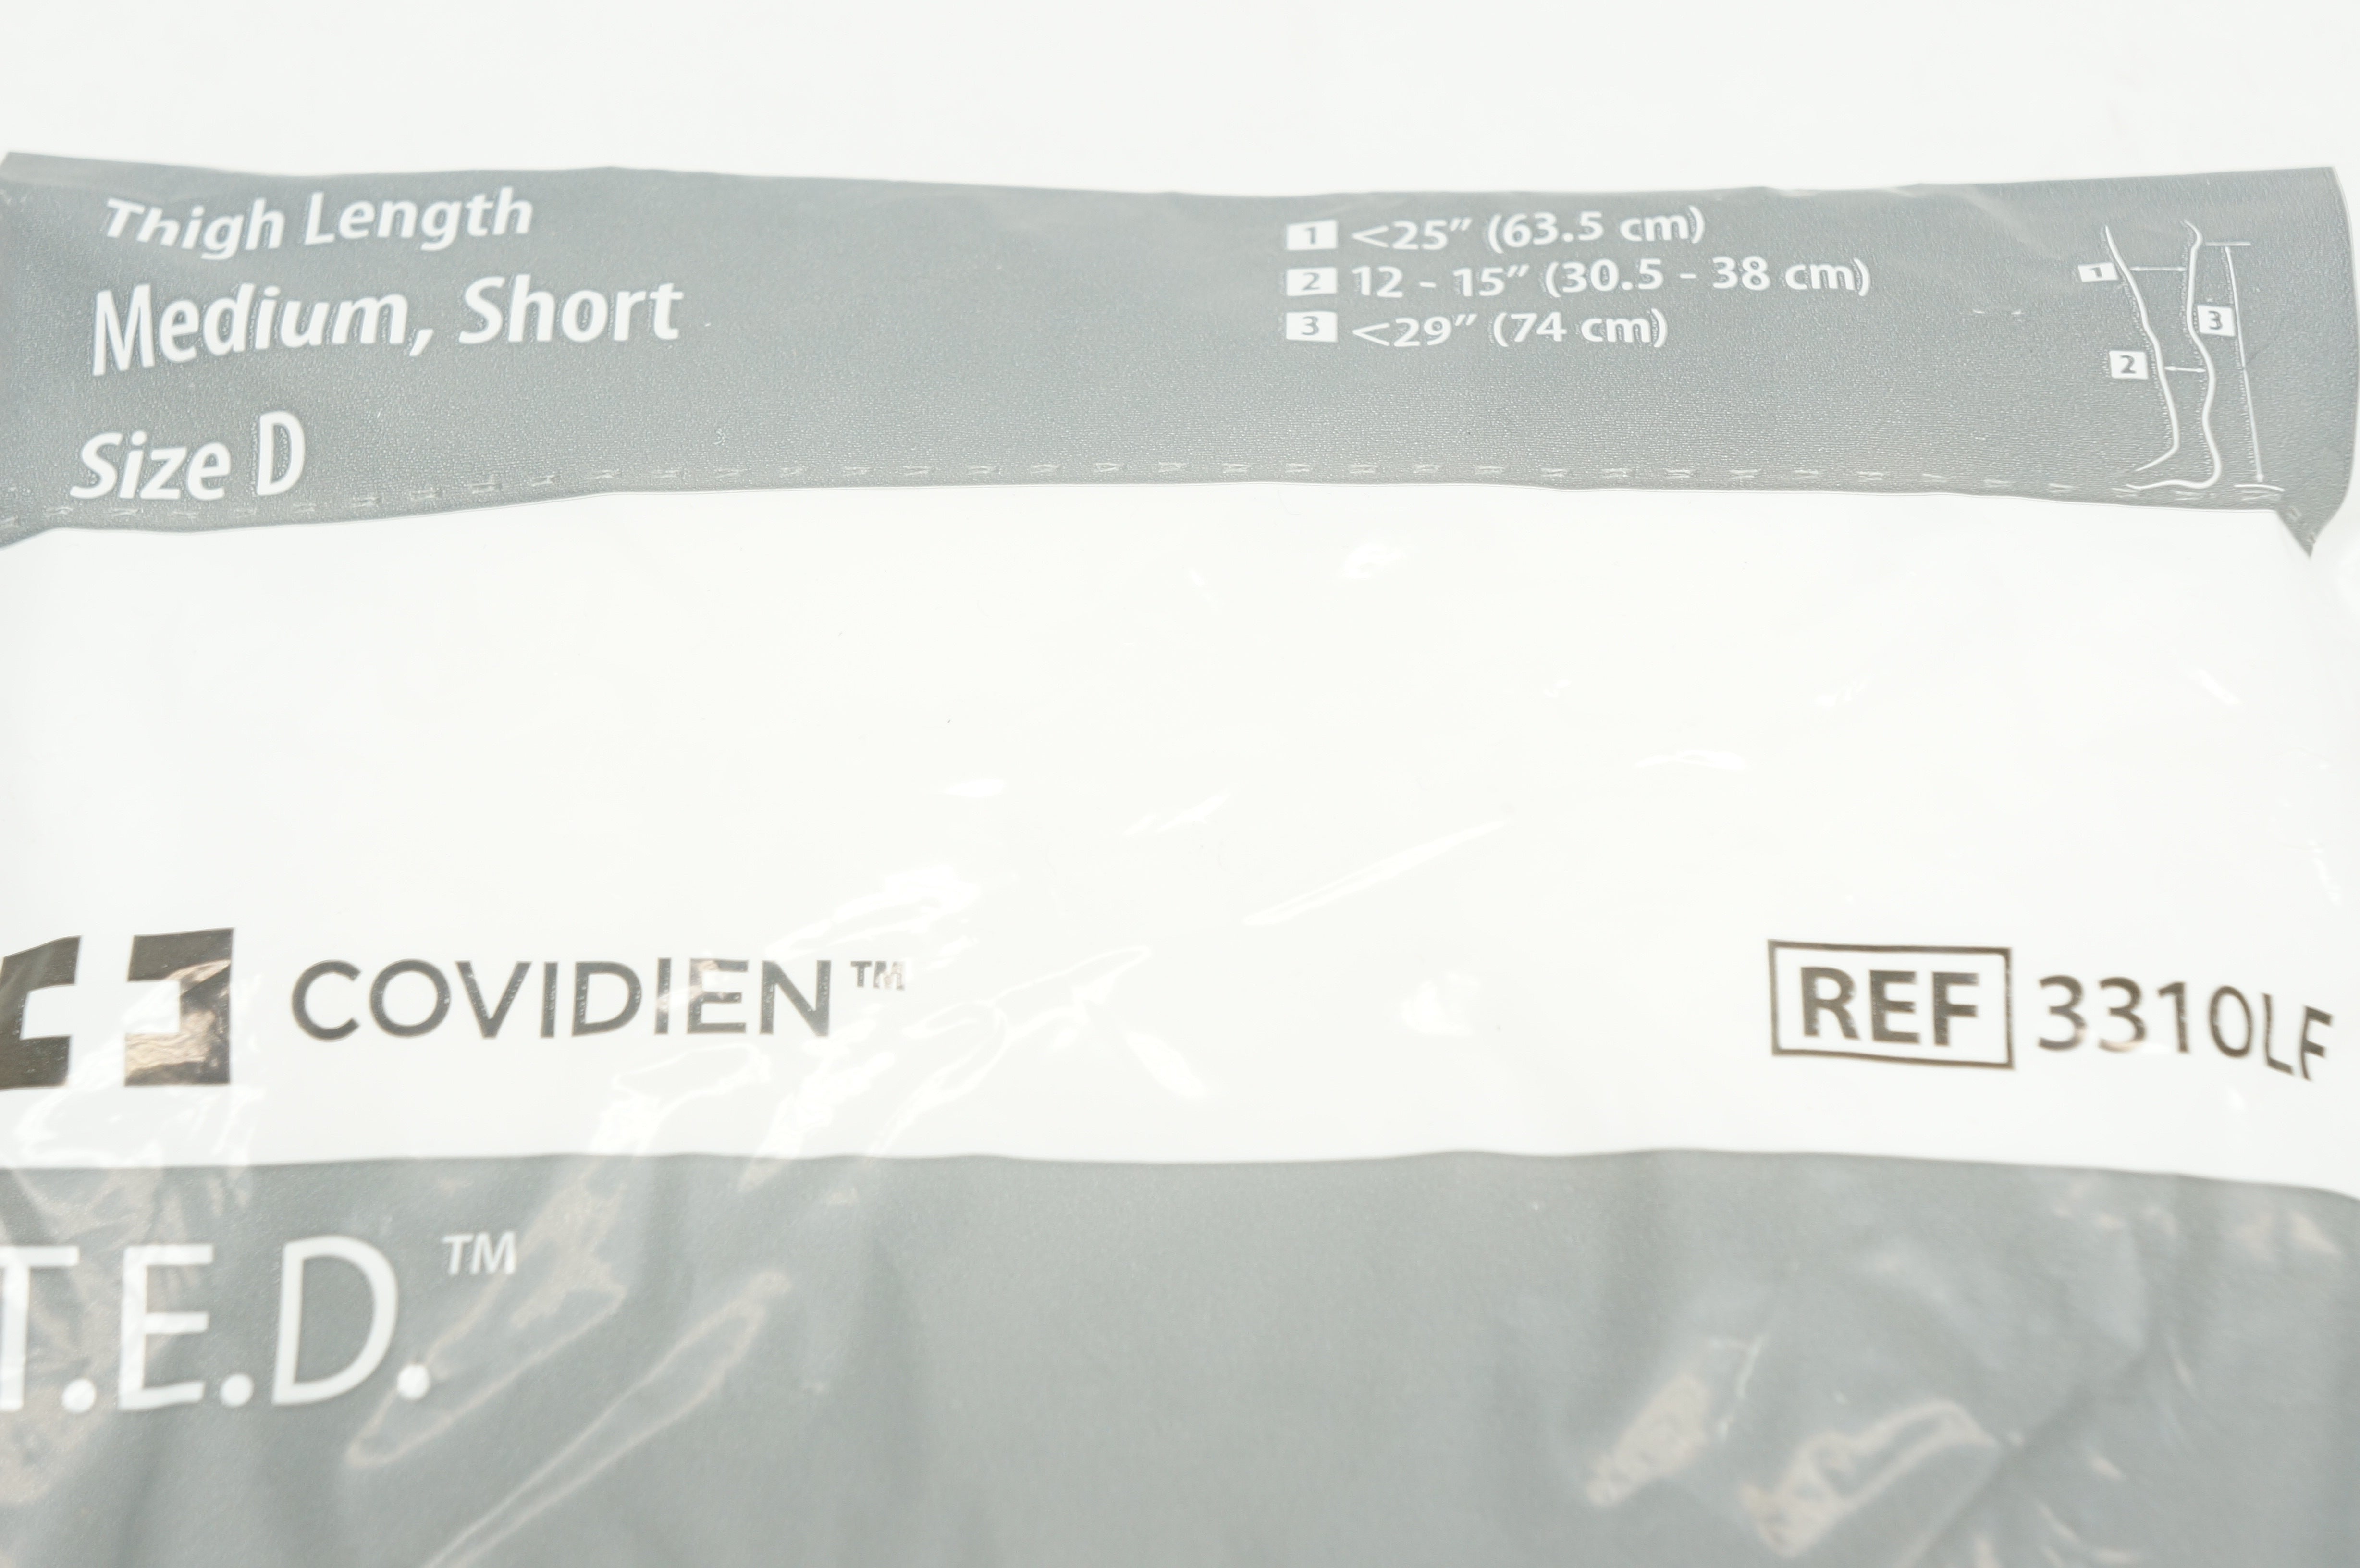 Thigh Length
Medium, Short
Size D
1 <25" (63.5 cm)
2 12 - 15" (30.5 - 38 cm)
3 <29" (74 cm)
1
2
3
COVIDIEN™
REF 3310LF
T.E.D.™